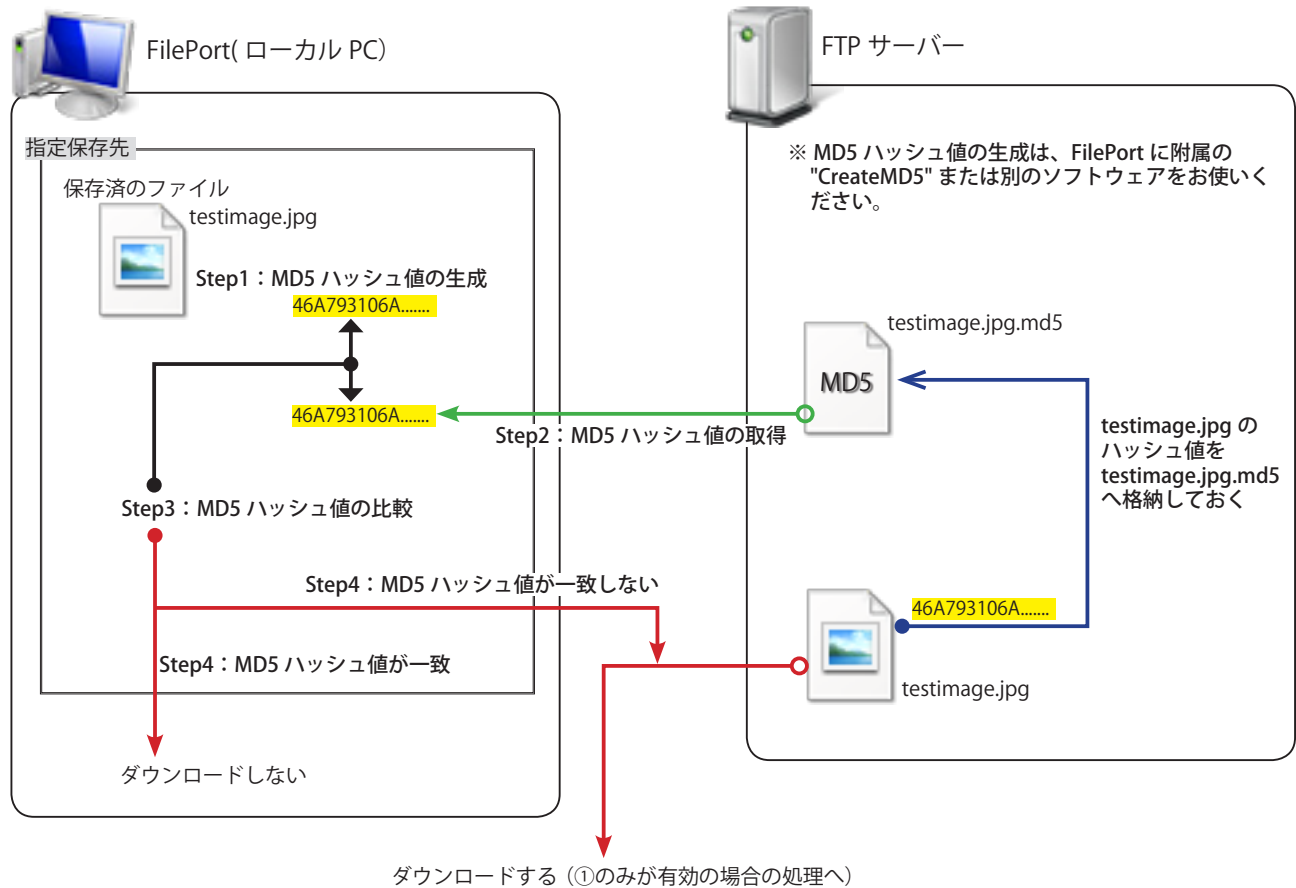 FilePort( ローカル PC）
FTP サーバー
指定保存先
保存済のファイル
testimage.jpg
Step1：MD5 ハッシュ値の生成
46A793106A.......
46A793106A.......
Step2：MD5 ハッシュ値の取得
Step3：MD5 ハッシュ値の比較
Step4：MD5 ハッシュ値が一致しない
Step4：MD5 ハッシュ値が一致
ダウンロードしない
※ MD5 ハッシュ値の生成は、FilePort に附属の
"CreateMD5" または別のソフトウェアをお使いく
ださい。
testimage.jpg.md5
MD5
testimage.jpg の
ハッシュ値を
testimage.jpg.md5
へ格納しておく
46A793106A.......
testimage.jpg
ダウンロードする（①のみが有効の場合の処理へ）